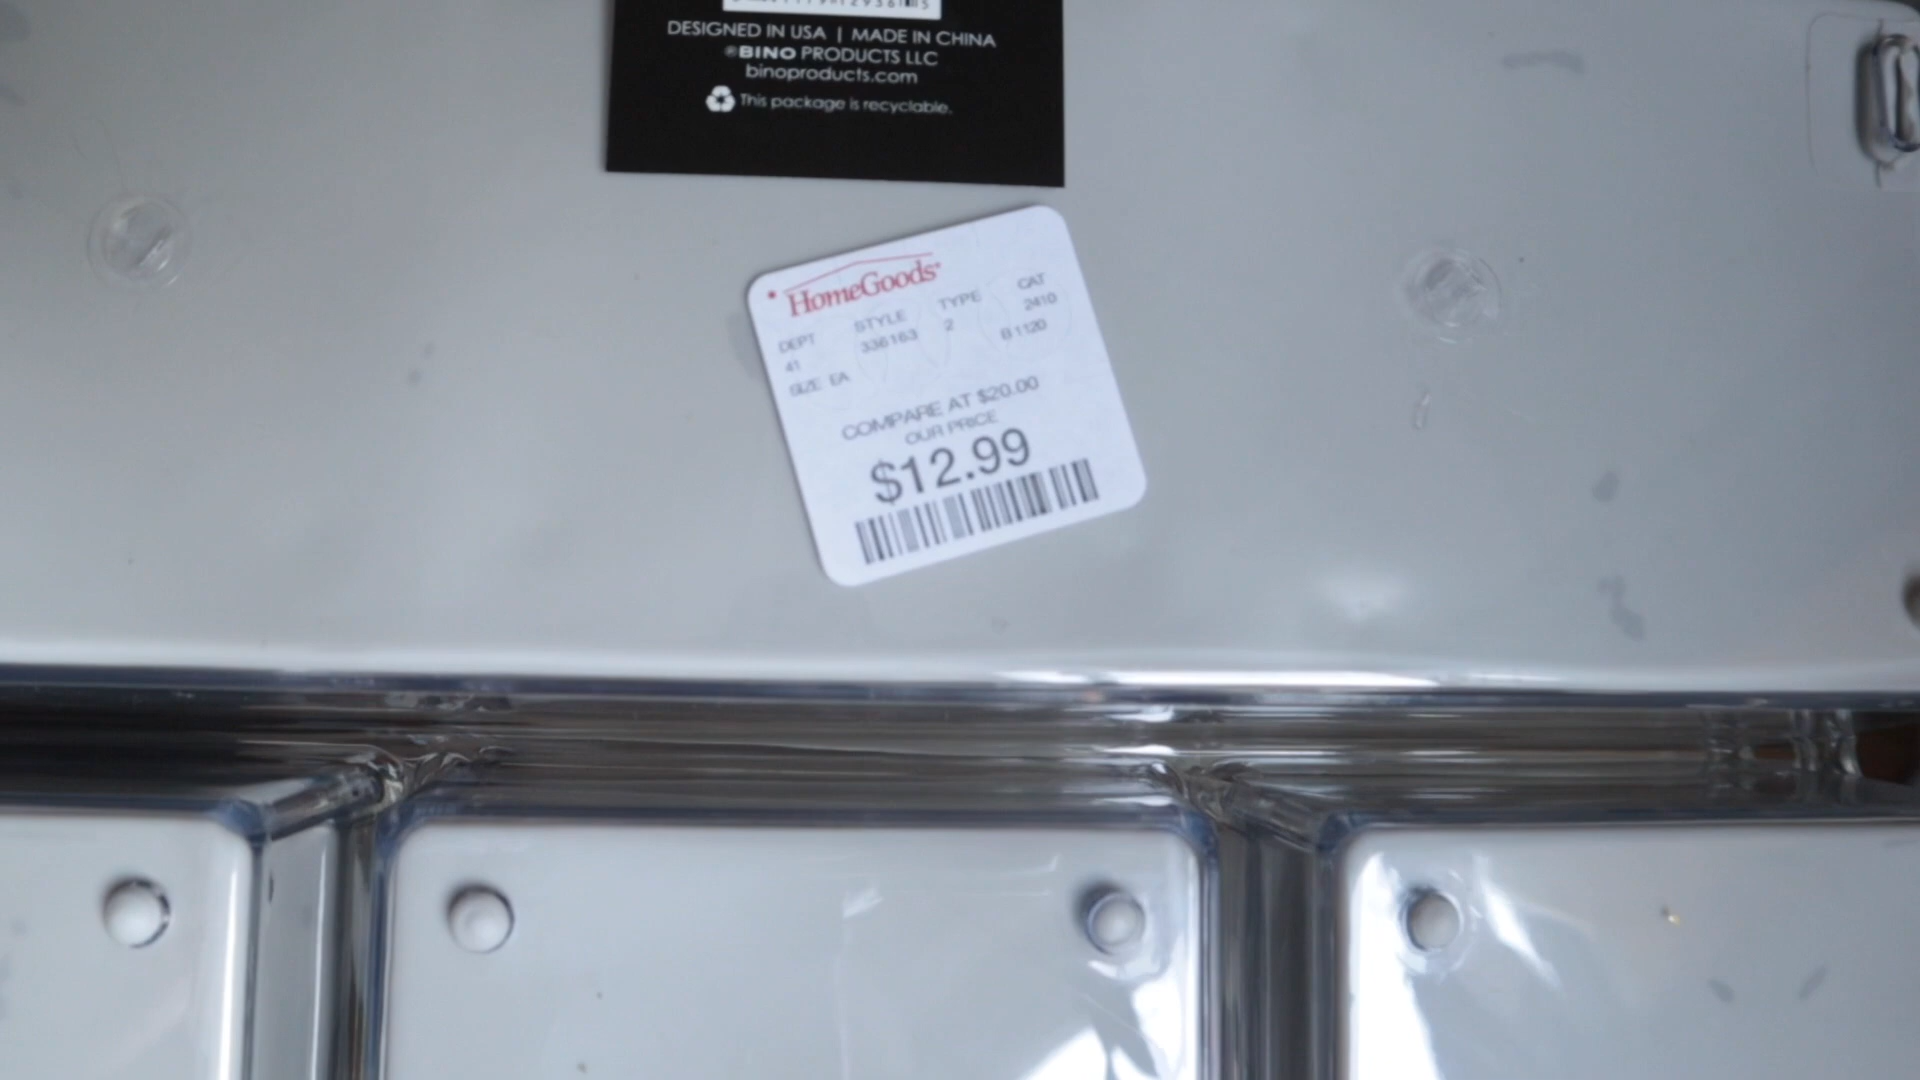 DESIGNED IN USA | MADE IN CHINA
®BINO PRODUCTS LLC
binoproducts.com
This package is recyclable.
HomeGoods
DEPT STYLE TYPE CAT
41 336163 2 2410
SIZE EA B1120
COMPARE AT $20.00
OUR PRICE
$12.99